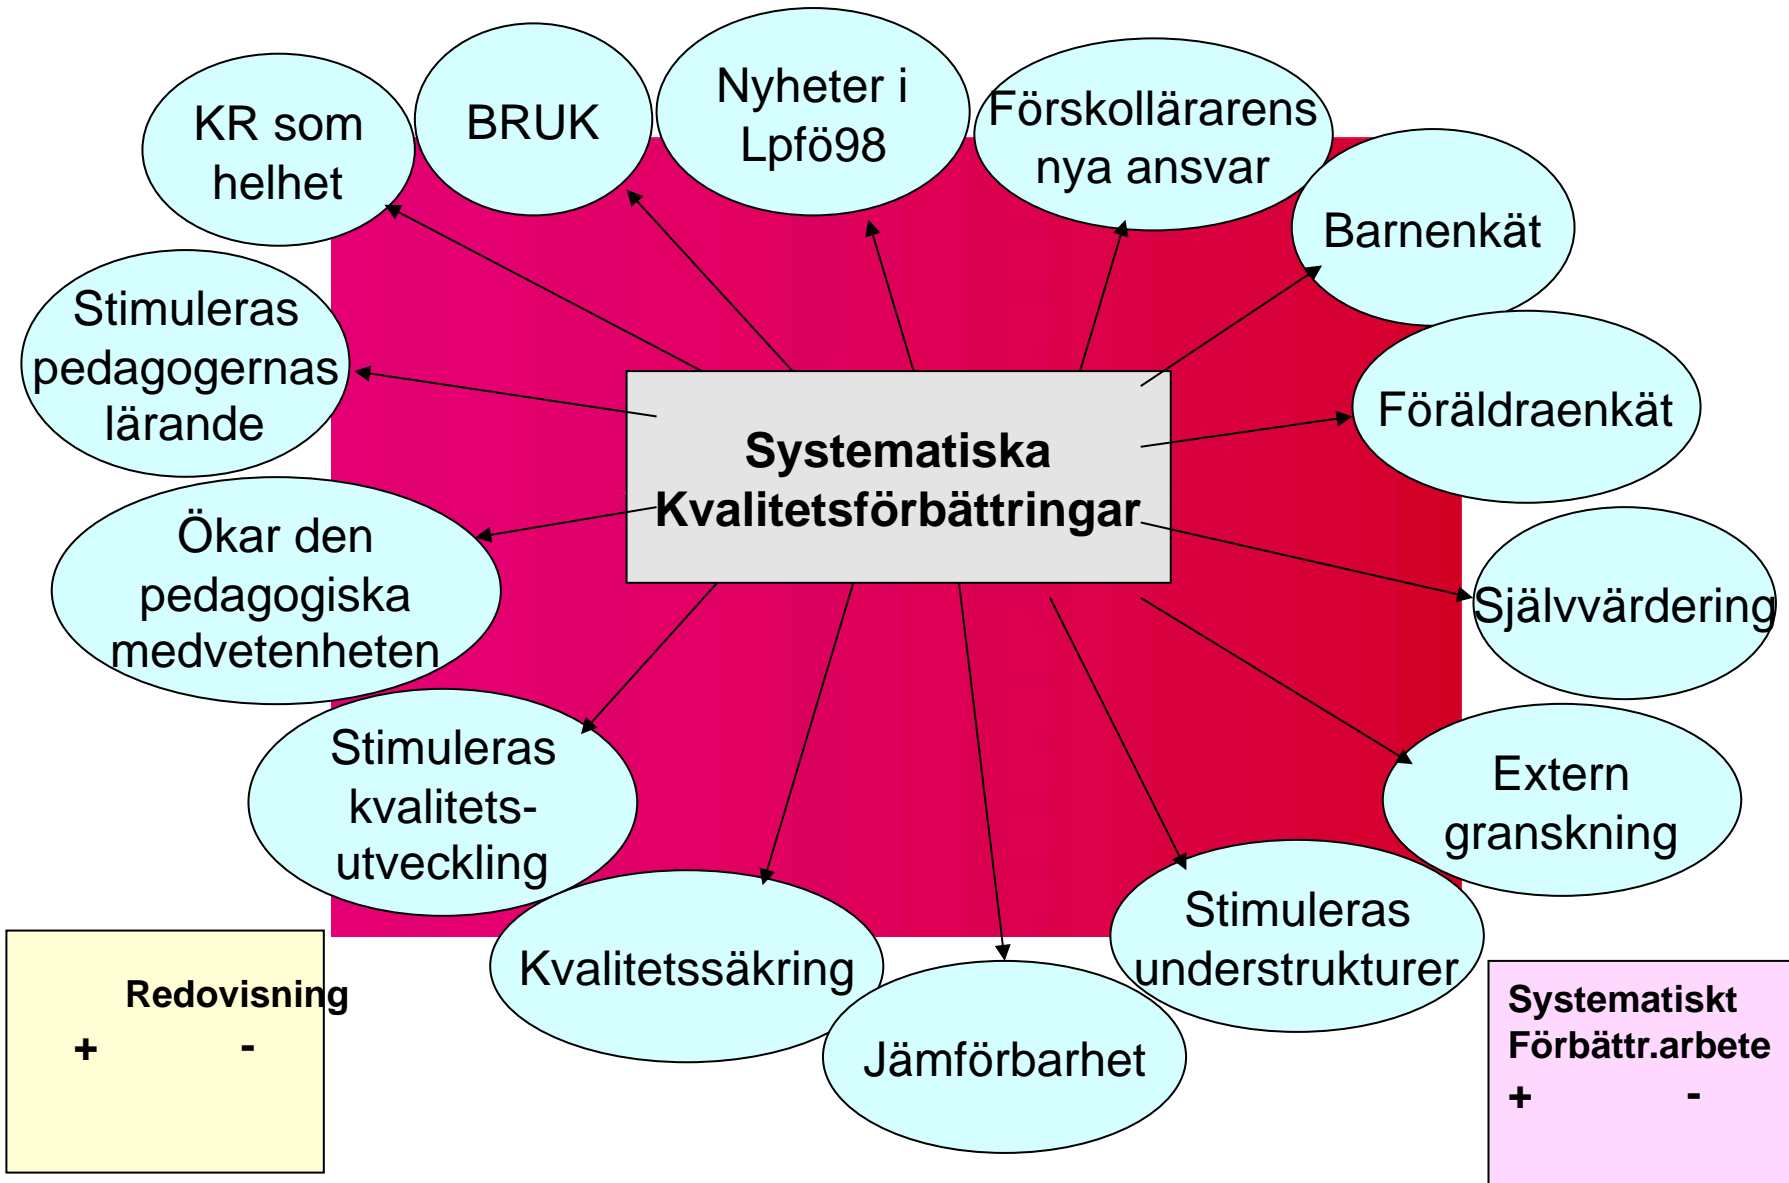 KR som
helhet
BRUK
Nyheter i
Lpfö98
Förskollärarens
nya ansvar
Barnenkät
Föräldraenkät
Självvärdering
Extern
granskning
Stimuleras
understrukturer
Jämförbarhet
Kvalitetssäkring
Stimuleras
kvalitets-
utveckling
Ökar den
pedagogiska
medvetenheten
Stimuleras
pedagogernas
lärande
Systematiska
Kvalitetsförbättringar
Redovisning
+ -
Systematiskt
Förbättr.arbete
+ -